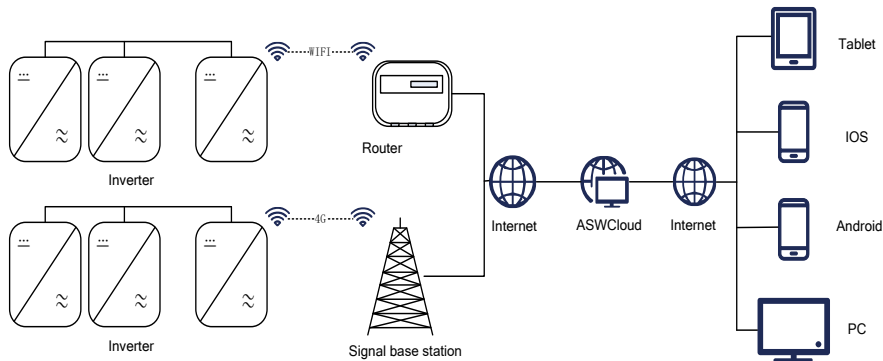 WIFI
Tablet
Router
IOS
Inverter
Internet
ASWCloud
Internet
4G
Android
Inverter
Signal base station
PC